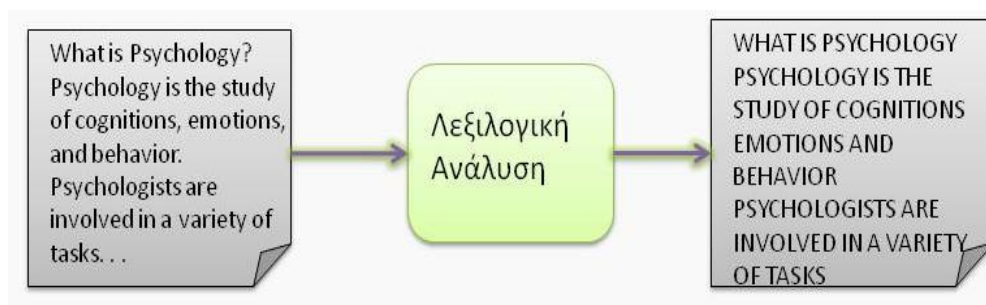 What is Psychology?
Psychology is the study
of cognitions, emotions,
and behavior.
Psychologists are
involved in a variety of
tasks. . .
Λεξιλογική
Ανάλυση
WHAT IS PSYCHOLOGY
PSYCHOLOGY IS THE
STUDY OF COGNITIONS
EMOTIONS AND
BEHAVIOR
PSYCHOLOGISTS ARE
INVOLVED IN A VARIETY
OF TASKS